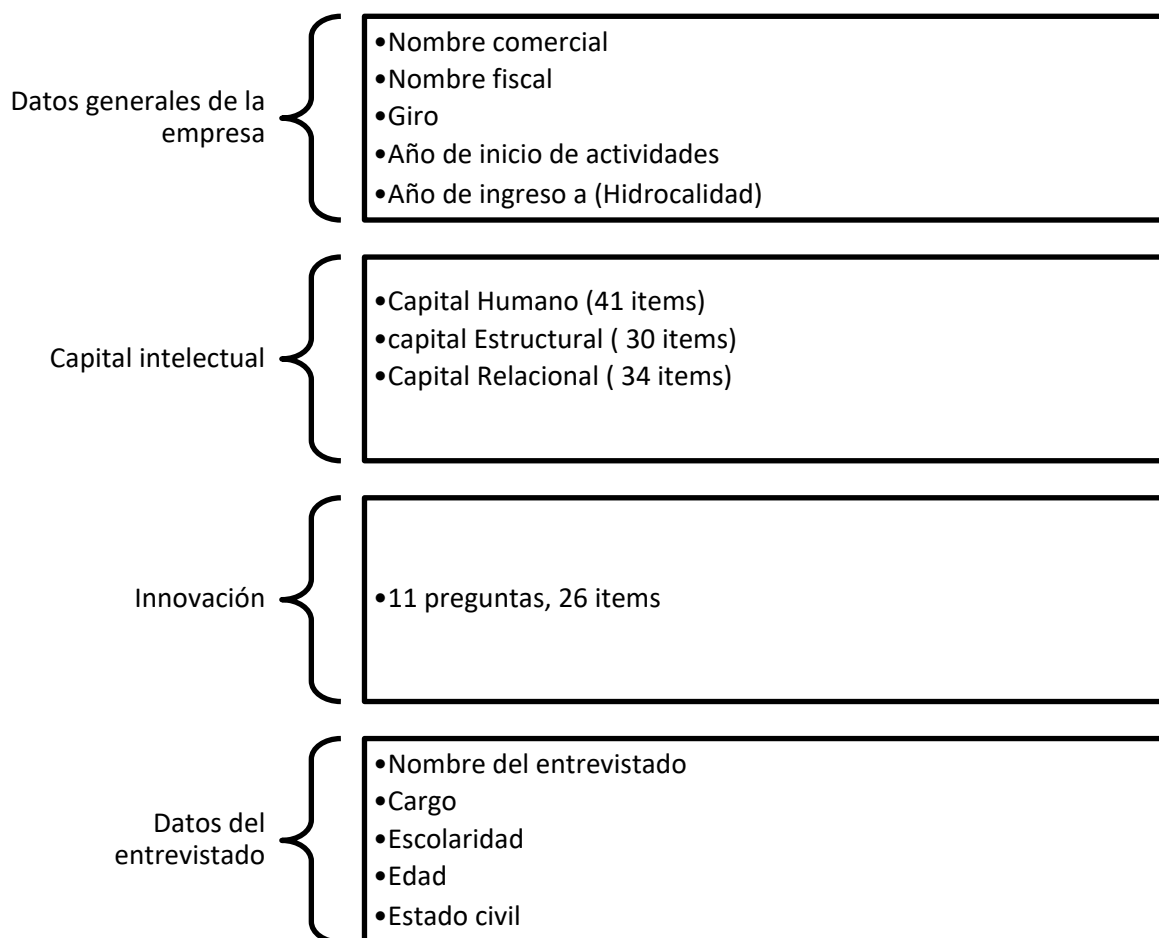 Datos generales de la
empresa
•Nombre comercial
•Nombre fiscal
•Giro
•Año de inicio de actividades
•Año de ingreso a (Hidrocalidad)
Capital intelectual
•Capital Humano (41 items)
•capital Estructural ( 30 items)
•Capital Relacional ( 34 items)
Innovación
•11 preguntas, 26 items
Datos del
entrevistado
•Nombre del entrevistado
•Cargo
•Escolaridad
•Edad
•Estado civil